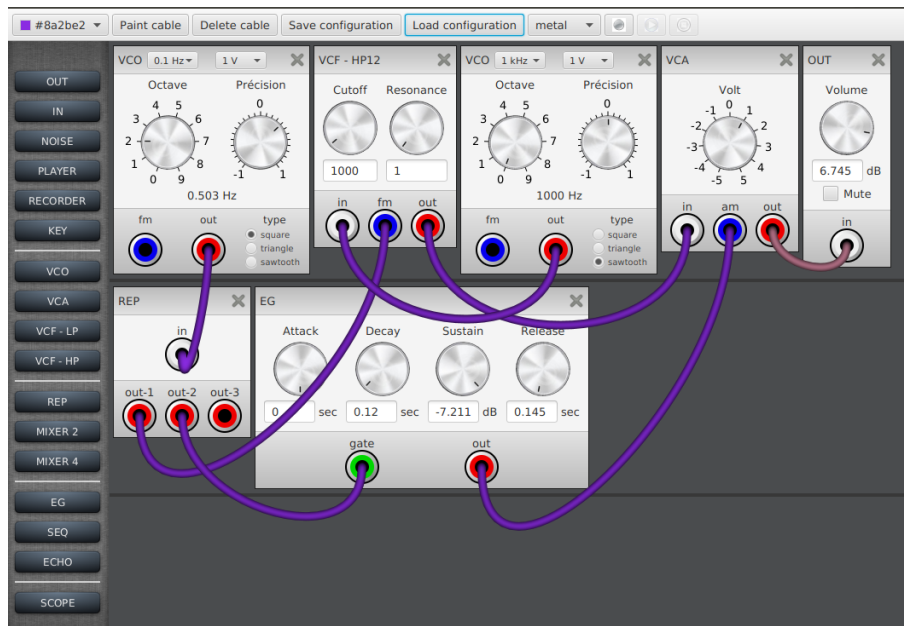 #8a2be2 Paint cable Delete cable Save configuration Load configuration metal
OUT
IN
NOISE
PLAYER
RECORDER
KEY
VCO
VCA
VCF - LP
VCF - HP
REP
MIXER 2
MIXER 4
EG
SEQ
ECHO
SCOPE
VCO 0.1 Hz 1 V
Octave Précision
0 1 2 3 4 5 6 7 8 9
-1 0 1
0.503 Hz
fm out type
square
triangle
sawtooth
VCF - HP12
Cutoff Resonance
1000 1
in fm out
VCO 1 kHz 1 V
Octave Précision
0 1 2 3 4 5 6 7 8 9
-1 0 1
1000 Hz
fm out type
square
triangle
sawtooth
VCA
Volt
-5 -4 -3 -2 -1 0 1 2 3 4 5
in am out
OUT
Volume
6.745 dB
Mute
in
REP
in
out-1 out-2 out-3
EG
Attack Decay Sustain Release
0 sec 0.12 sec -7.211 dB 0.145 sec
gate out